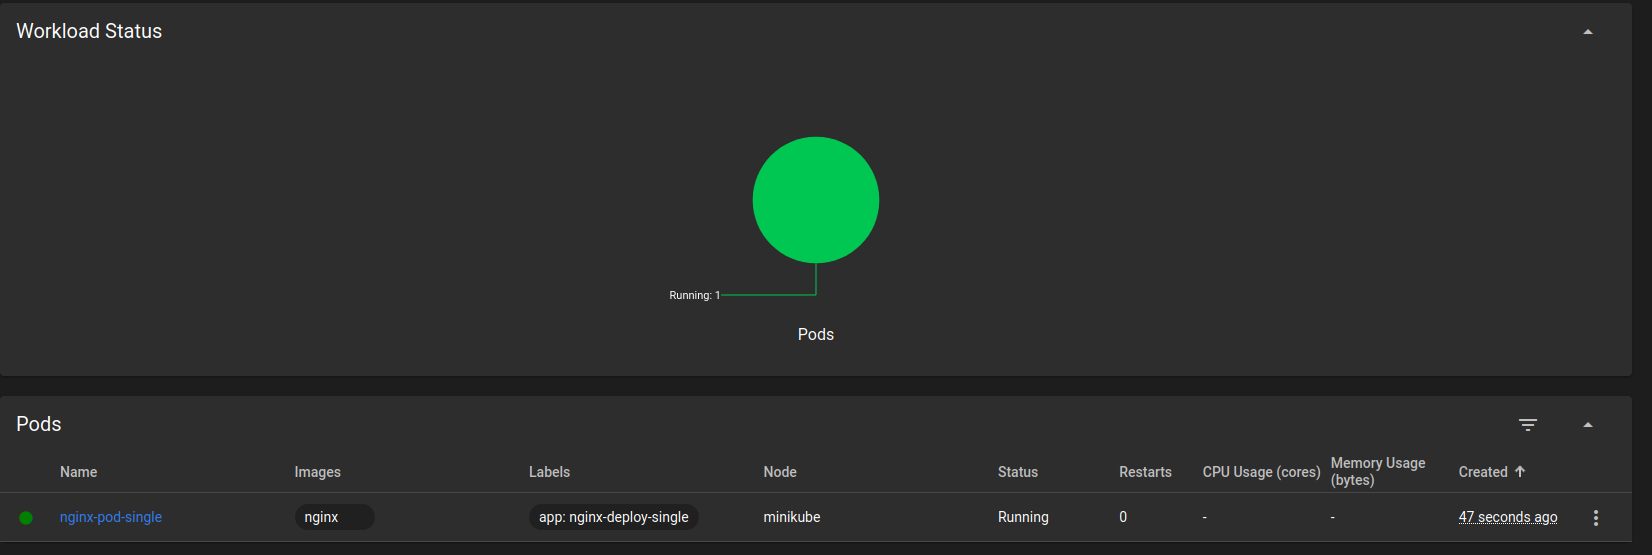 Workload Status
Running: 1
Pods
Pods
Name Images Labels Node Status Restarts CPU Usage (cores) Memory Usage (bytes) Created
nginx-pod-single nginx app: nginx-deploy-single minikube Running 0 - - 47 seconds ago